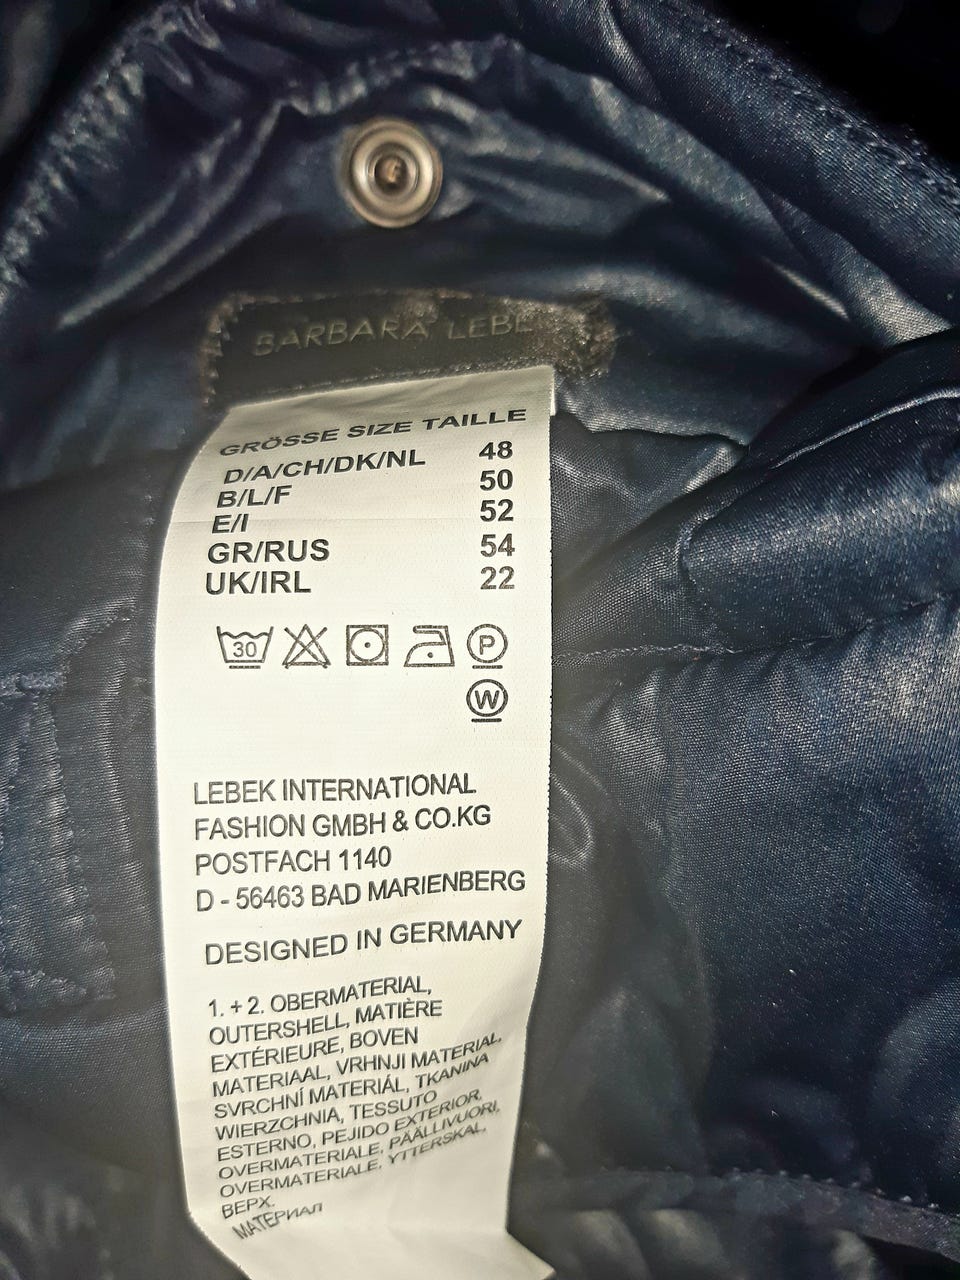 BARBARA LEBE
GRÖSSE SIZE TAILLE
D/A/CH/DK/NL 48
B/L/F 50
E/I 52
GR/RUS 54
UK/IRL 22
30
P
W
LEBEK INTERNATIONAL
FASHION GMBH & CO.KG
POSTFACH 1140
D - 56463 BAD MARIENBERG
DESIGNED IN GERMANY
1. + 2. OBERMATERIAL,
OUTERSHELL, MATIÈRE
EXTÉRIEURE, BOVEN
MATERIAAL, VRHNJI MATERIAL,
SVRCHNÍ MATERIÁL, TKANINA
WIERZCHNIA, TESSUTO
ESTERNO, PEJIDO EXTERIOR,
OVERMATERIALE, PÄÄLLIVUORI,
OVERMATERIALE, YTTERSKAL,
ВЕРХ.
МАТЕРИАЛ